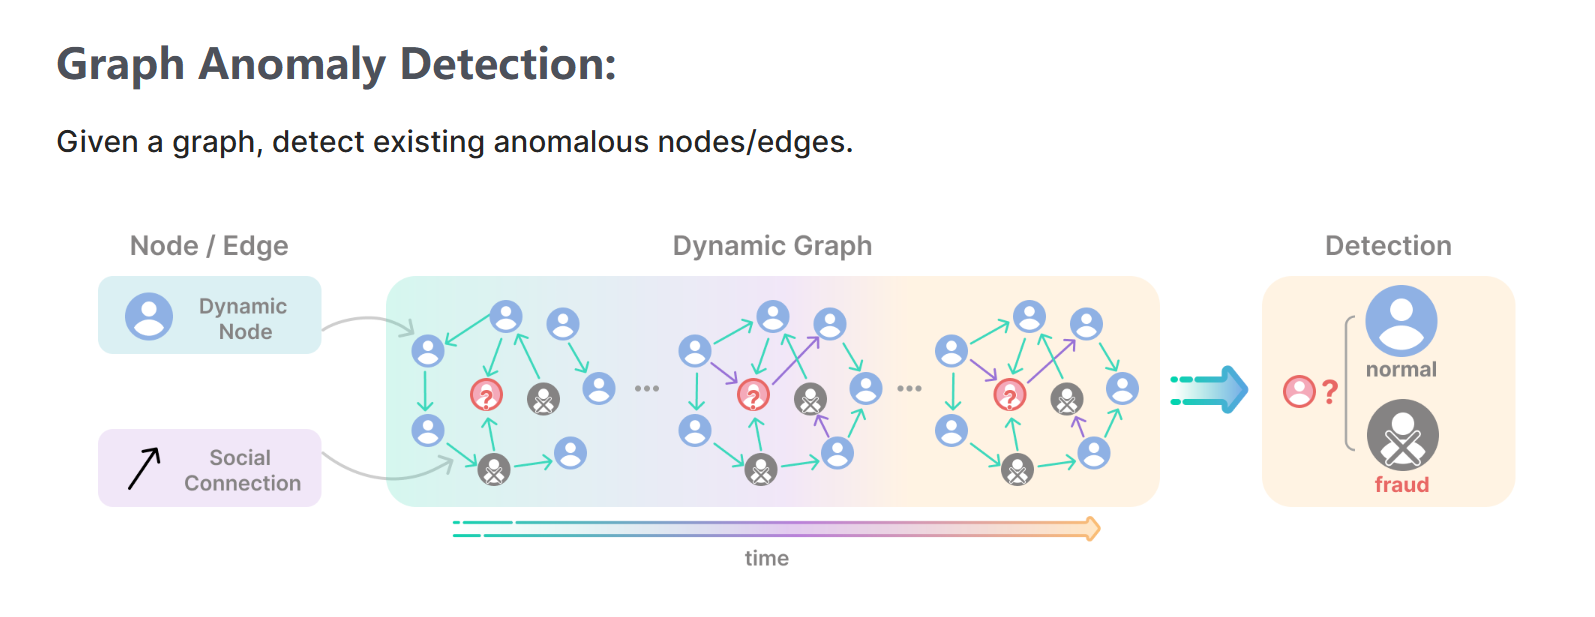 Graph Anomaly Detection:
Given a graph, detect existing anomalous nodes/edges.
Node / Edge
Dynamic
Node
Social
Connection
Dynamic Graph
?
?
?
time
Detection
?
normal
fraud